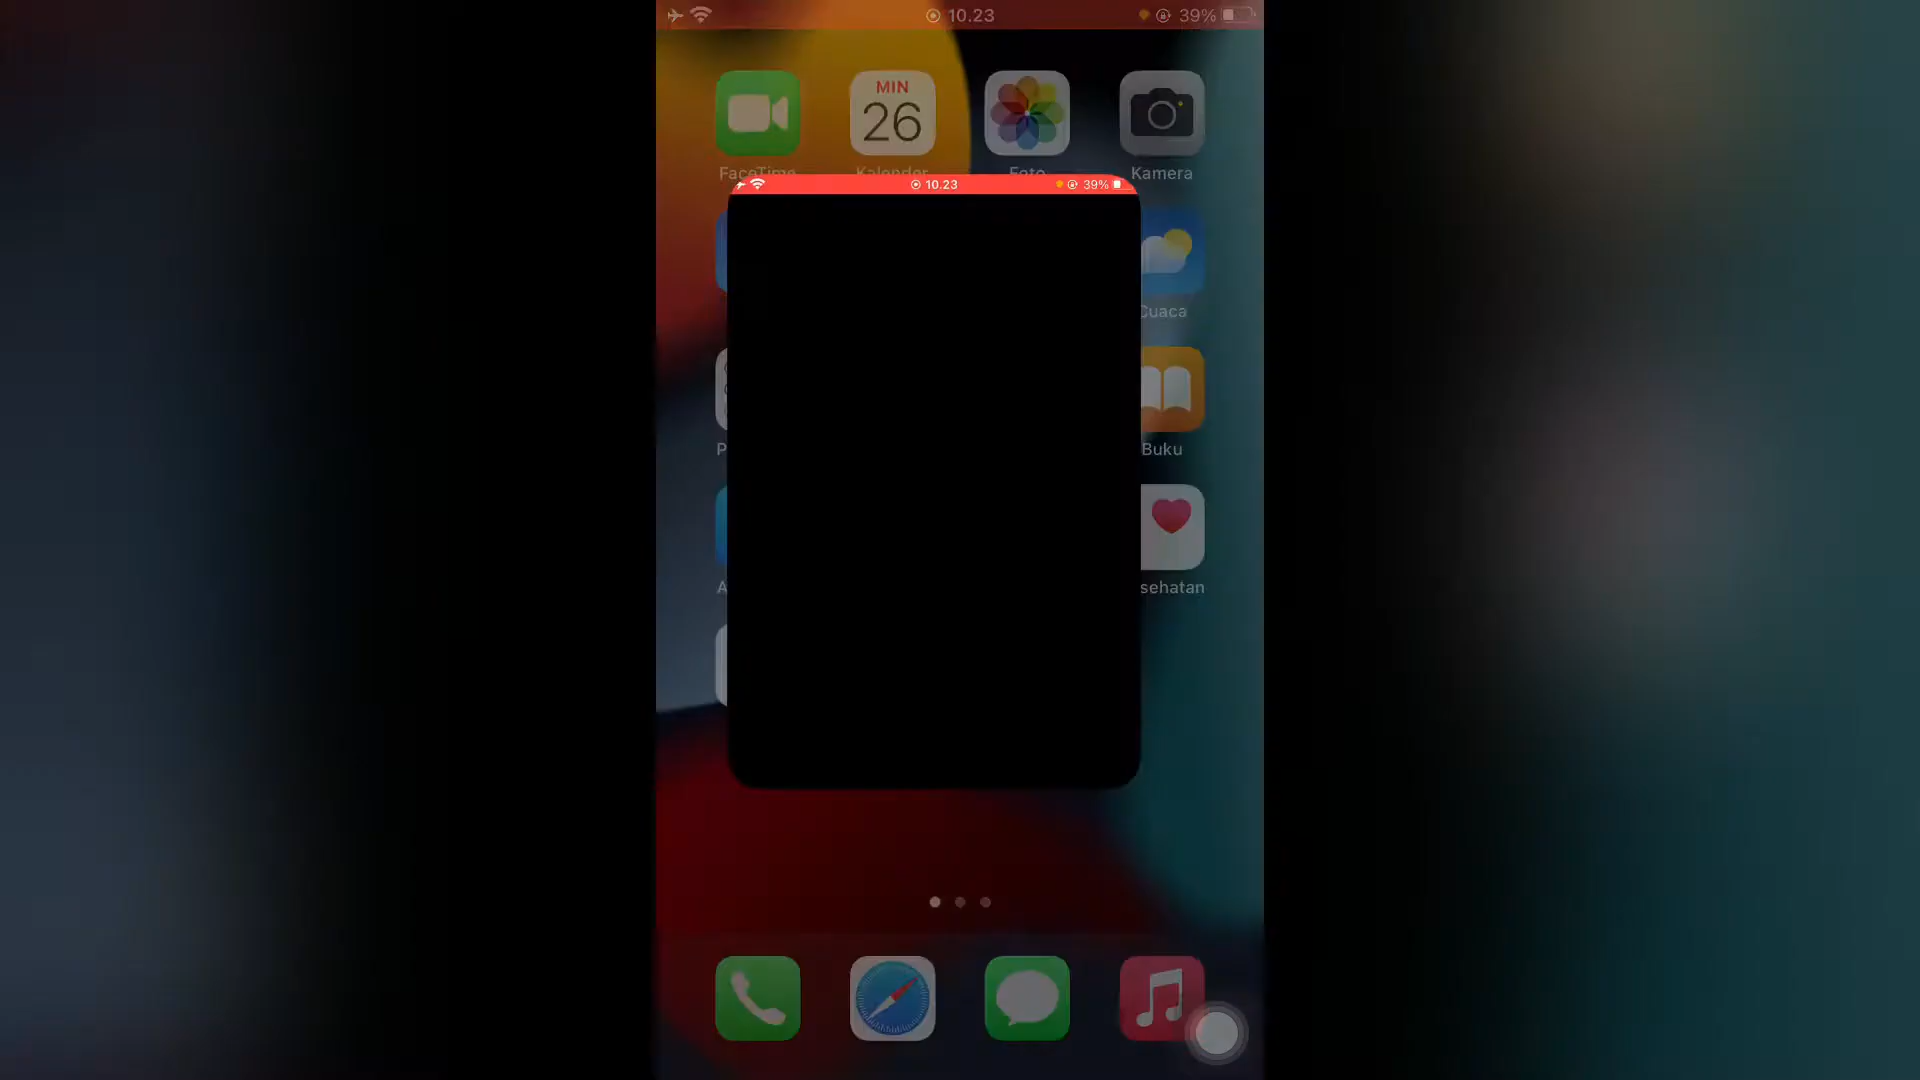 10.23 39%
MIN
26
FaceTime Kalender Foto Kamera
10.23 39%
Cuaca
P Buku
A sehatan